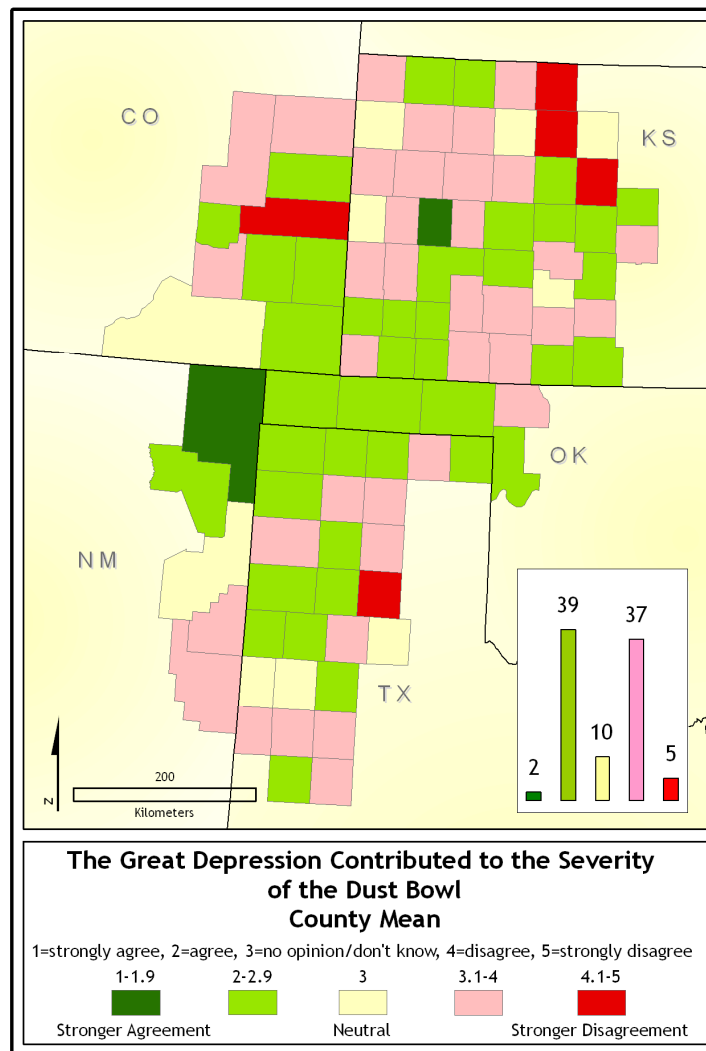 CO
KS
OK
NM
TX
39
37
10
5
2
200
Kilometers
N
The Great Depression Contributed to the Severity
of the Dust Bowl
County Mean
1=strongly agree, 2=agree, 3=no opinion/don't know, 4=disagree, 5=strongly disagree
1-1.9 2-2.9 3 3.1-4 4.1-5
Stronger Agreement Neutral Stronger Disagreement